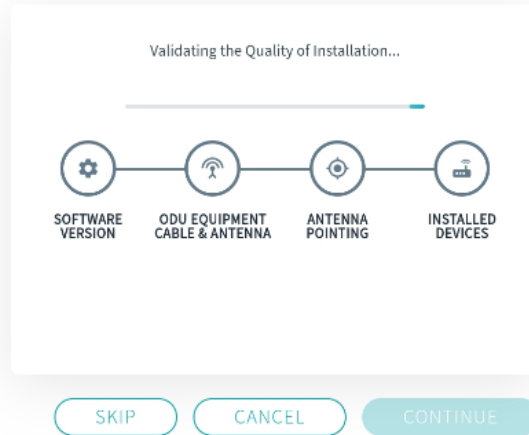 Validating the Quality of Installation...
SOFTWARE
VERSION
ODU EQUIPMENT
CABLE & ANTENNA
ANTENNA
POINTING
INSTALLED
DEVICES
SKIP
CANCEL
CONTINUE